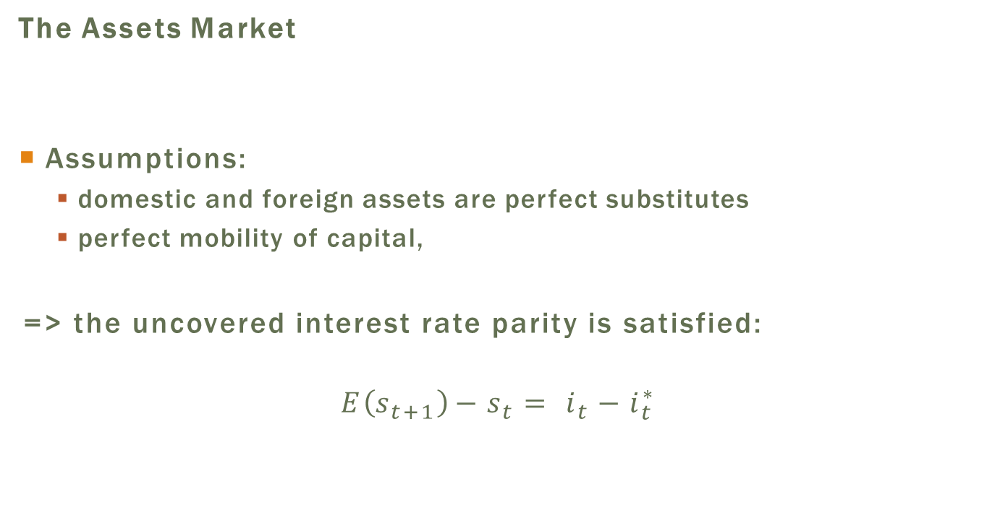 The Assets Market
▪ Assumptions:
▪ domestic and foreign assets are perfect substitutes
▪ perfect mobility of capital,
=> the uncovered interest rate parity is satisfied:
$E(s_{t+1}) - s_t = i_t - i_t^*$